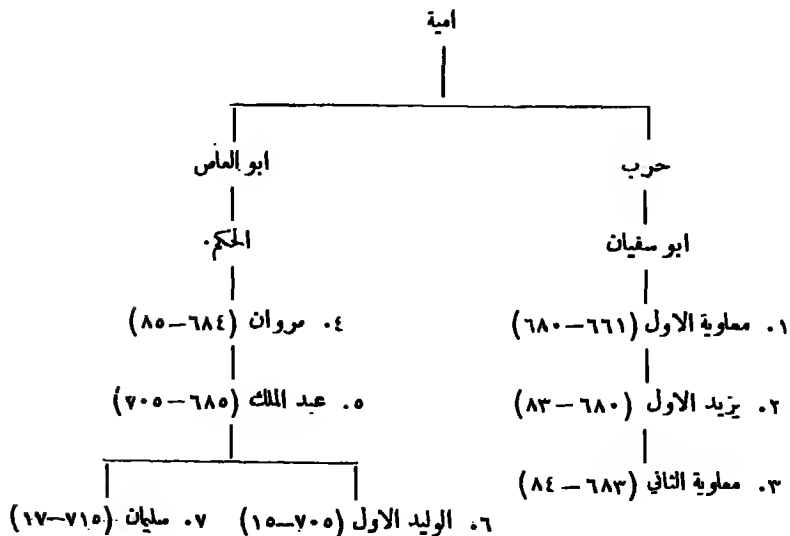 امية
حرب
ابو العاص
ابو سفيان
الحكم.
١. معاوية الاول (٦٦١–٦٨٠)
٤. مروان (٦٨٤–٨٥)
٢. يزيد الاول (٦٨٠–٨٣)
٥. عبد الملك (٦٨٥–٧٠٥)
٣. معاوية الثاني (٦٨٣–٨٤)
٦. الوليد الاول (٧٠٥–١٥)
٧. سليمان (٧١٥–١٧)